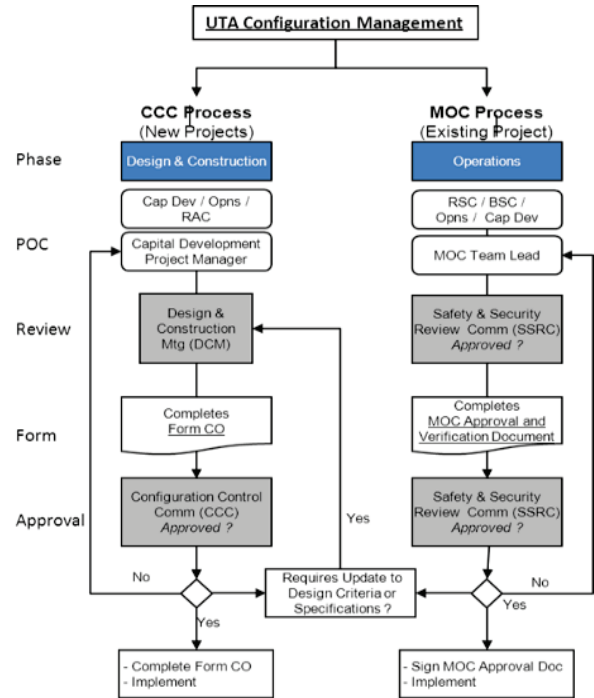 UTA Configuration Management
CCC Process
(New Projects)
MOC Process
(Existing Project)
Phase
Design & Construction
Operations
Cap Dev / Opns /
RAC
RSC / BSC /
Opns / Cap Dev
POC
Capital Development
Project Manager
MOC Team Lead
Review
Design &
Construction
Mtg (DCM)
Safety & Security
Review Comm (SSRC)
Approved ?
Form
Completes
Form CO
Completes
MOC Approval and
Verification Document
Approval
Configuration Control
Comm (CCC)
Approved ?
Yes
Safety & Security
Review Comm (SSRC)
Approved ?
No
Requires Update to
Design Criteria or
Specifications ?
No
Yes
Yes
- Complete Form CO
- Implement
- Sign MOC Approval Doc
- Implement